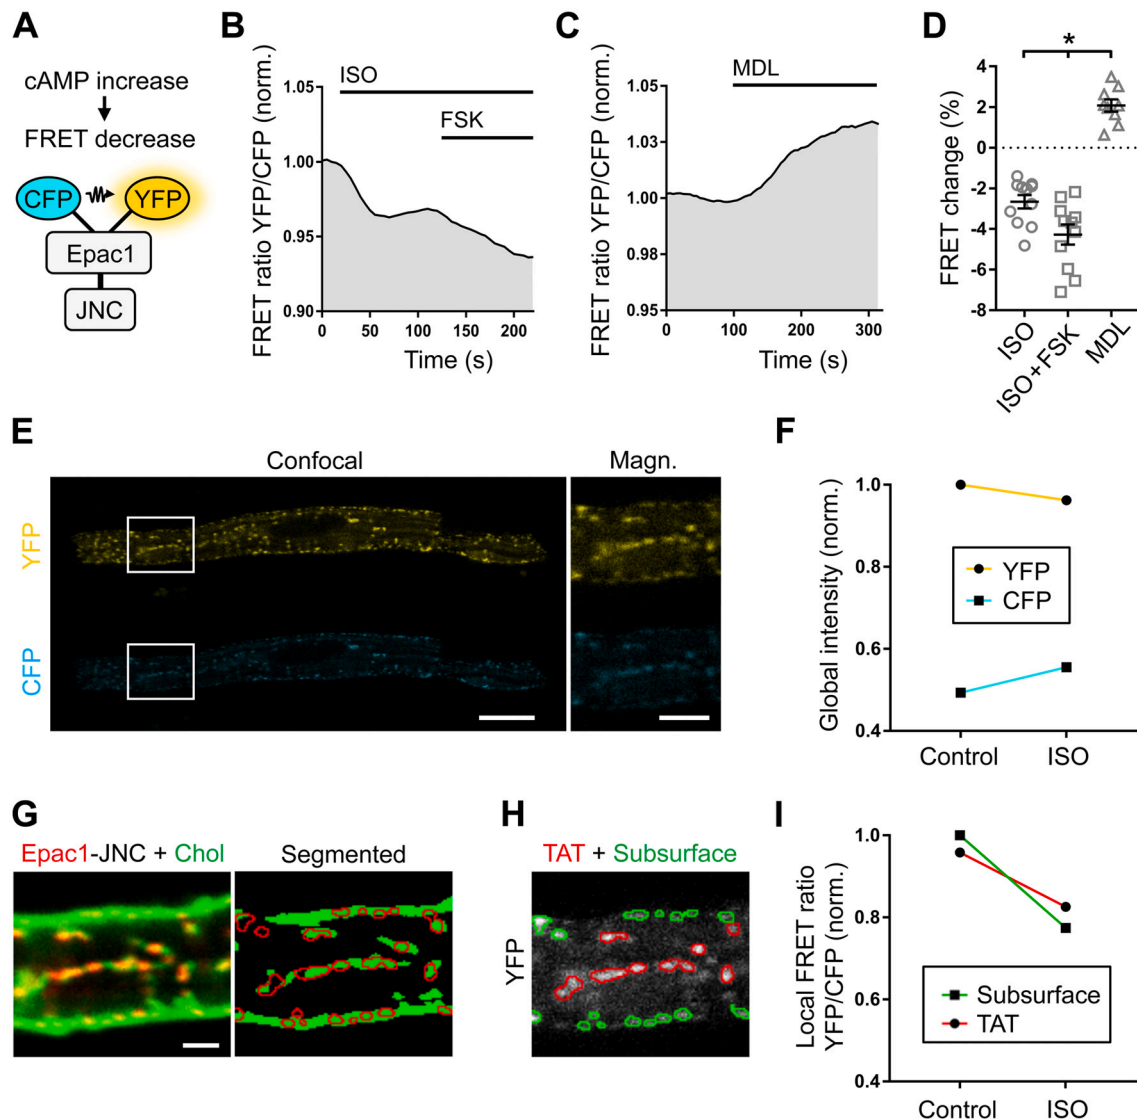 A
cAMP increase
FRET decrease
CFP
YFP
Epac1
JNC
B
FRET ratio YFP/CFP (norm.)
1.05
1.00
0.95
0.90
ISO
FSK
0
50
100
150
200
Time (s)
C
FRET ratio YFP/CFP (norm.)
1.05
1.03
1.00
0.98
0.95
MDL
0
100
200
300
Time (s)
D
*
FRET change (%)
4
2
0
-2
-4
-6
-8
ISO
ISO+FSK
MDL
E
Confocal
Magn.
YFP
CFP
F
Global intensity (norm.)
1.0
0.8
0.6
0.4
YFP
CFP
Control
ISO
G
Epac1-JNC + Chol
Segmented
H
TAT + Subsurface
YFP
I
Local FRET ratio
YFP/CFP (norm.)
1.0
0.8
0.6
0.4
Subsurface
TAT
Control
ISO